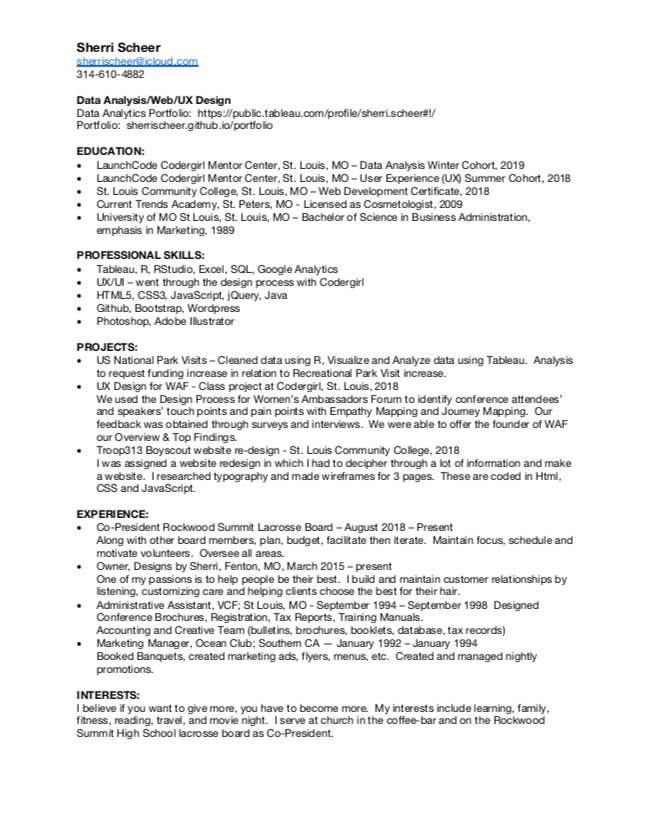 Sherri Scheer
sherrischeer@icloud.com
314-610-4882
Data Analysis/Web/UX Design
Data Analytics Portfolio:  https://public.tableau.com/profile/sherri.scheer#!/
Portfolio:  sherrischeer.github.io/portfolio
EDUCATION:
• LaunchCode Codergirl Mentor Center, St. Louis, MO – Data Analysis Winter Cohort, 2019
• LaunchCode Codergirl Mentor Center, St. Louis, MO – User Experience (UX) Summer Cohort, 2018
• St. Louis Community College, St. Louis, MO – Web Development Certificate, 2018
• Current Trends Academy, St. Peters, MO - Licensed as Cosmetologist, 2009
• University of MO St Louis, St. Louis, MO – Bachelor of Science in Business Administration,
emphasis in Marketing, 1989
PROFESSIONAL SKILLS:
• Tableau, R, RStudio, Excel, SQL, Google Analytics
• UX/UI – went through the design process with Codergirl
• HTML5, CSS3, JavaScript, jQuery, Java
• Github, Bootstrap, Wordpress
• Photoshop, Adobe Illustrator
PROJECTS:
• US National Park Visits – Cleaned data using R, Visualize and Analyze data using Tableau.  Analysis
to request funding increase in relation to Recreational Park Visit increase.
• UX Design for WAF - Class project at Codergirl, St. Louis, 2018
We used the Design Process for Women's Ambassadors Forum to identify conference attendees'
and speakers' touch points and pain points with Empathy Mapping and Journey Mapping.  Our
feedback was obtained through surveys and interviews.  We were able to offer the founder of WAF
our Overview & Top Findings.
• Troop313 Boyscout website re-design - St. Louis Community College, 2018
I was assigned a website redesign in which I had to decipher through a lot of information and make
a website.  I researched typography and made wireframes for 3 pages.  These are coded in Html,
CSS and JavaScript.
EXPERIENCE:
• Co-President Rockwood Summit Lacrosse Board – August 2018 – Present
Along with other board members, plan, budget, facilitate then iterate.  Maintain focus, schedule and
motivate volunteers.  Oversee all areas.
• Owner, Designs by Sherri, Fenton, MO, March 2015 – present
One of my passions is to help people be their best.  I build and maintain customer relationships by
listening, customizing care and helping clients choose the best for their hair.
• Administrative Assistant, VCF; St Louis, MO - September 1994 – September 1998  Designed
Conference Brochures, Registration, Tax Reports, Training Manuals.
Accounting and Creative Team (bulletins, brochures, booklets, database, tax records)
• Marketing Manager, Ocean Club; Southern CA — January 1992 – January 1994
Booked Banquets, created marketing ads, flyers, menus, etc.  Created and managed nightly
promotions.
INTERESTS:
I believe if you want to give more, you have to become more.  My interests include learning, family,
fitness, reading, travel, and movie night.  I serve at church in the coffee-bar and on the Rockwood
Summit High School lacrosse board as Co-President.